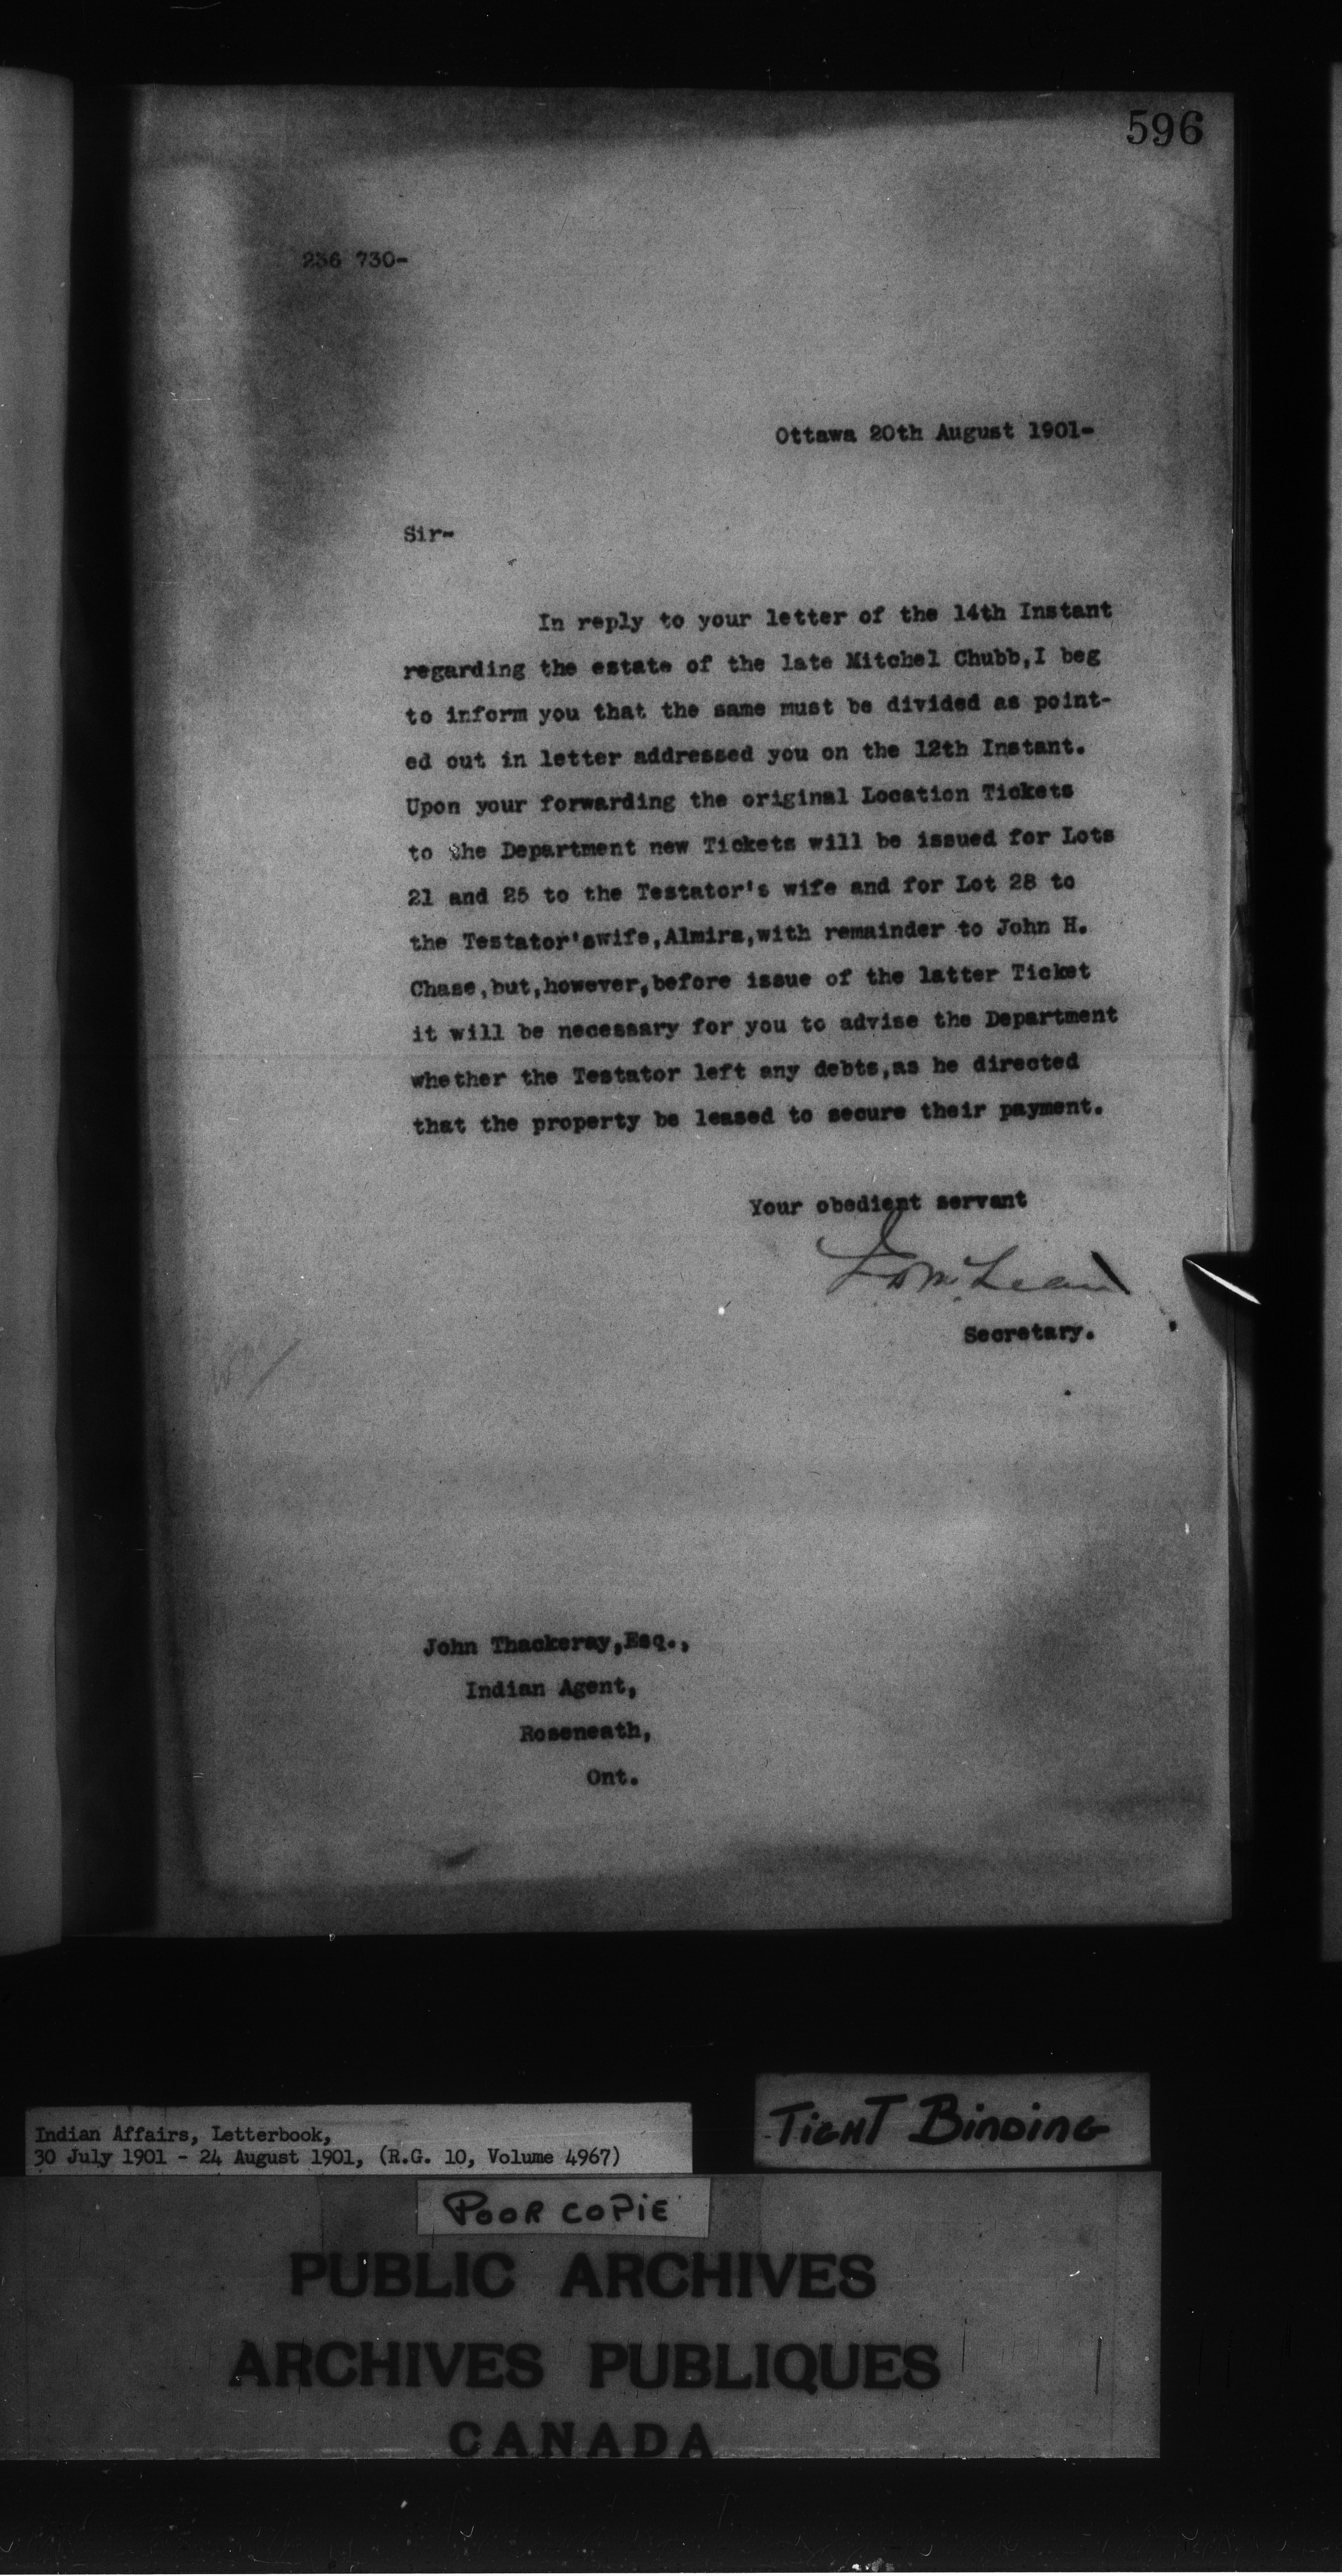 596
236 730-
Ottawa 20th August 1901-
Sir-
In reply to your letter of the 14th Instant
regarding the estate of the late Mitchel Chubb,I beg
to inform you that the same must be divided as point-
ed out in letter addressed you on the 12th Instant.
Upon your forwarding the original Location Tickets
to the Department new Tickets will be issued for Lots
21 and 25 to the Testator's wife and for Lot 28 to
the Testator'swife,Almira,with remainder to John H.
Chase,but,however,before issue of the latter Ticket
it will be necessary for you to advise the Department
whether the Testator left any debts,as he directed
that the property be leased to secure their payment.
Your obedient servant
J D McLean
Secretary.
John Thackeray,Esq.,
Indian Agent,
Roseneath,
Ont.
Indian Affairs, Letterbook,
30 July 1901 - 24 August 1901, (R.G. 10, Volume 4967)
TIGHT BINDING
POOR COPIE
PUBLIC ARCHIVES
ARCHIVES PUBLIQUES
CANADA